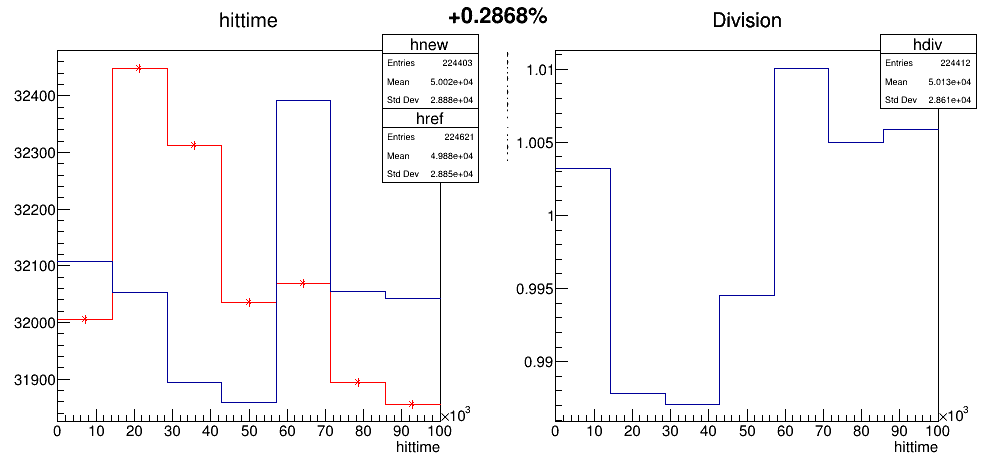 +0.2868%
hittime
hnew
Entries 224403
Mean 5.002e+04
Std Dev 2.888e+04
href
Entries 224621
Mean 4.988e+04
Std Dev 2.885e+04
32400
32300
32200
32100
32000
31900
0 10 20 30 40 50 60 70 80 90 100
×10³
hittime
Division
hdiv
Entries 224412
Mean 5.013e+04
Std Dev 2.861e+04
1.01
1.005
1
0.995
0.99
0 10 20 30 40 50 60 70 80 90 100
×10³
hittime